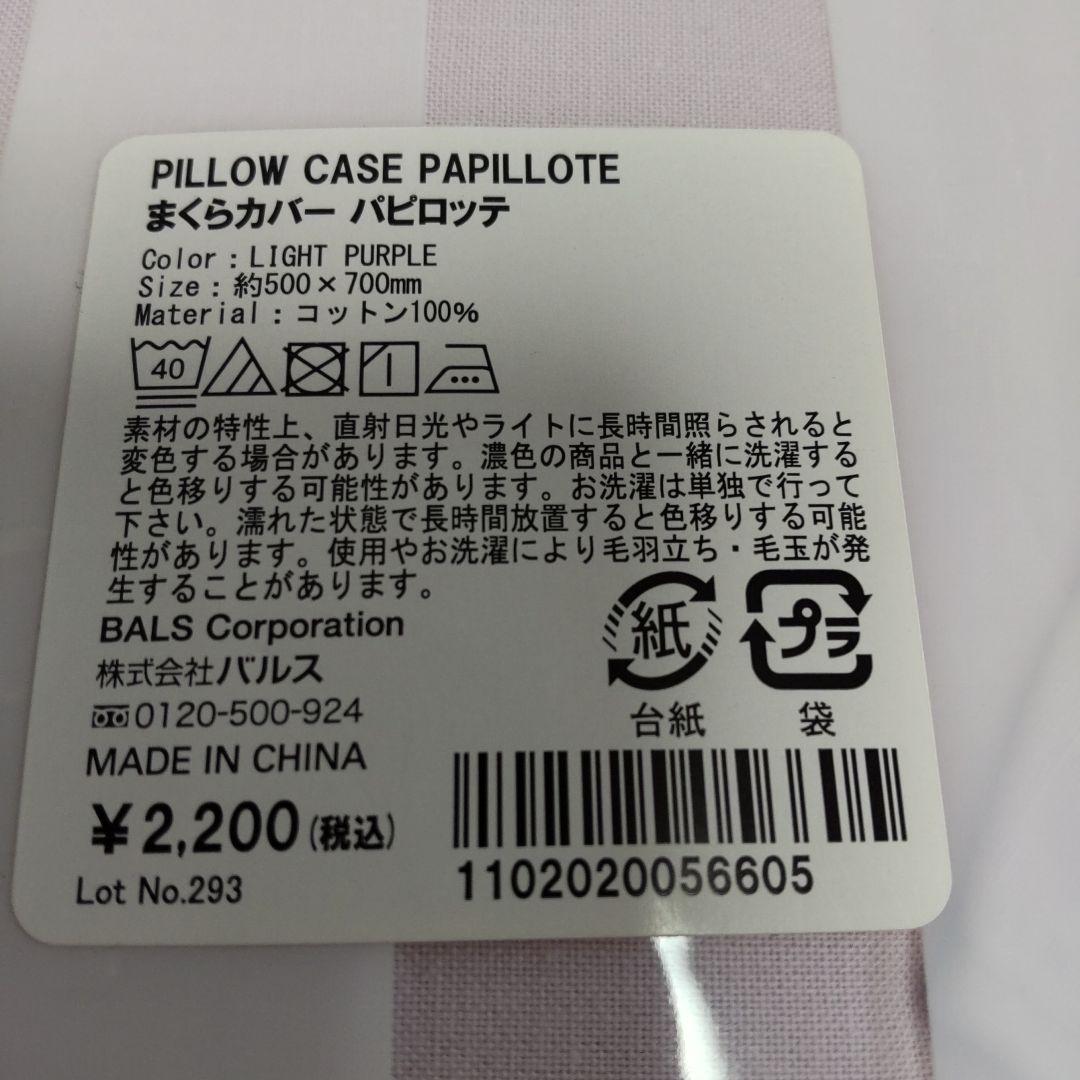 PILLOW CASE PAPILLOTE
まくらカバー パピロッテ
Color：LIGHT PURPLE
Size：約500×700mm
Material：コットン100%
40
素材の特性上、直射日光やライトに長時間照らされると
変色する場合があります。濃色の商品と一緒に洗濯する
と色移りする可能性があります。お洗濯は単独で行って
下さい。濡れた状態で長時間放置すると色移りする可能
性があります。使用やお洗濯により毛羽立ち・毛玉が発
生することがあります。
BALS Corporation
株式会社バルス
0120-500-924
MADE IN CHINA
¥2,200(税込)
Lot No.293
紙
台紙
プラ
袋
1102020056605